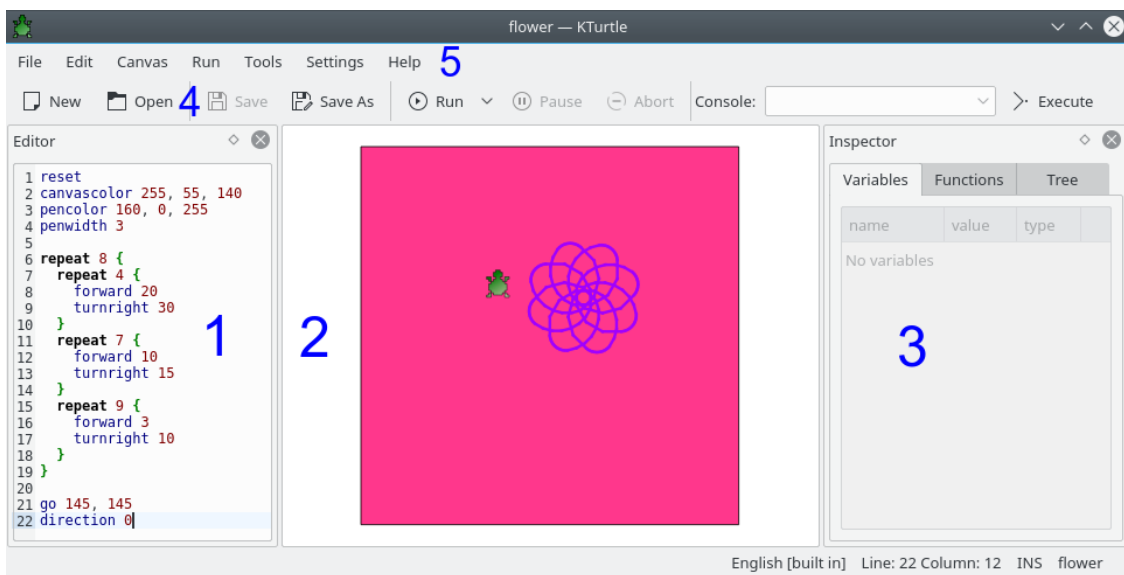 flower — KTurtle
File Edit Canvas Run Tools Settings Help 5
New Open 4 Save Save As Run Pause Abort Console: Execute
Editor
1 reset
2 canvascolor 255, 55, 140
3 pencolor 160, 0, 255
4 penwidth 3
5
6 repeat 8 {
7 repeat 4 {
8 forward 20
9 turnright 30
10 }
11 repeat 7 {
12 forward 10
13 turnright 15
14 }
15 repeat 9 {
16 forward 3
17 turnright 10
18 }
19 }
20
21 go 145, 145
22 direction 0
1
2
Inspector
Variables Functions Tree
name value type
No variables
3
English [built in] Line: 22 Column: 12 INS flower